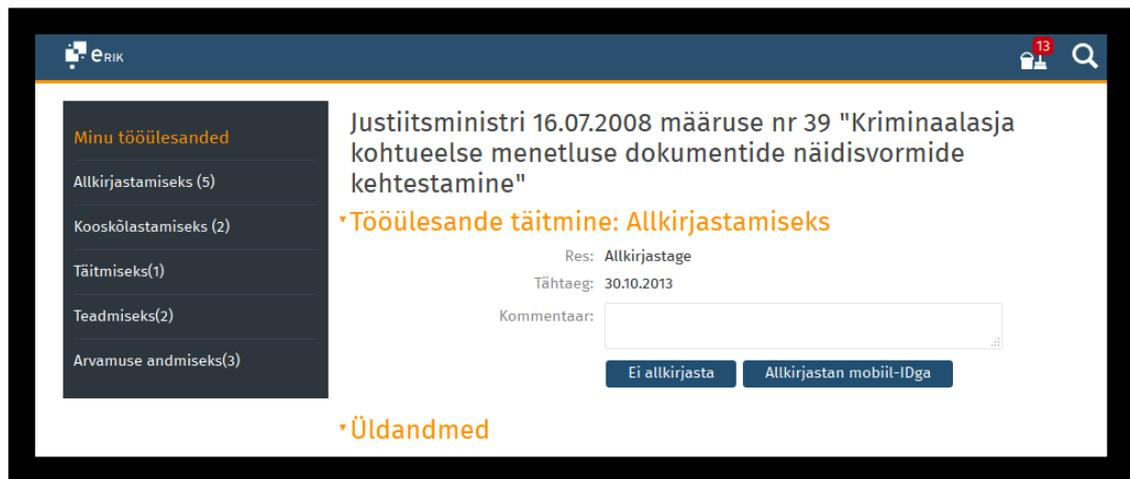 eRIK
13
Minu tööülesanded
Allkirjastamiseks (5)
Kooskõlastamiseks (2)
Täitmiseks(1)
Teadmiseks(2)
Arvamuse andmiseks(3)
Justiitsministri 16.07.2008 määruse nr 39 "Kriminaalasja
kohtueelse menetluse dokumentide näidisvormide
kehtestamine"
Tööülesande täitmine: Allkirjastamiseks
Res: Allkirjastage
Tähtaeg: 30.10.2013
Kommentaar:
Ei allkirjasta Allkirjastan mobiil-IDga
Üldandmed